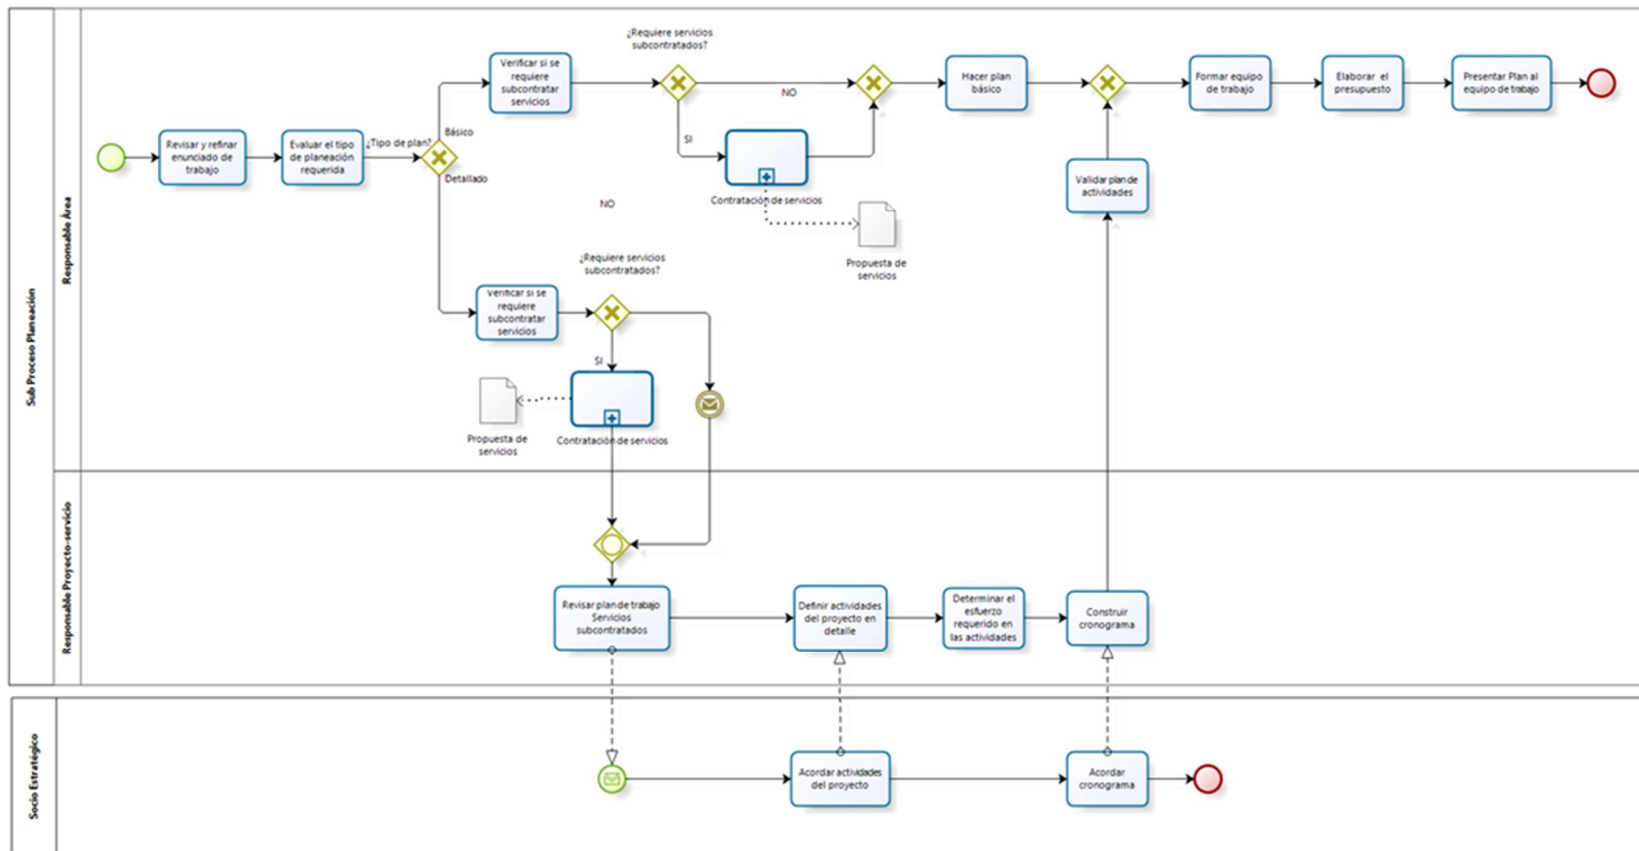 Sub Proceso Planeación
Responsable Área
¿Requiere servicios
subcontratados?
Verificar si se
requiere
subcontratar
servicios
NO
SI
Hacer plan
básico
Formar equipo
de trabajo
Elaborar el
presupuesto
Presentar Plan al
equipo de trabajo
Revisar y refinar
enunciado de
trabajo
Evaluar el tipo
de planeación
requerida
¿Tipo de plan?
Básico
Detallado
Contratación de servicios
Propuesta de
servicios
Validar plan de
actividades
NO
¿Requiere servicios
subcontratados?
Verificar si se
requiere
subcontratar
servicios
SI
Contratación de servicios
Propuesta de
servicios
Responsable Proyecto-servicio
Revisar plan de trabajo
Servicios
subcontratados
Definir actividades
del proyecto en
detalle
Determinar el
esfuerzo
requerido en
las actividades
Construir
cronograma
Socio Estratégico
Acordar actividades
del proyecto
Acordar
cronograma